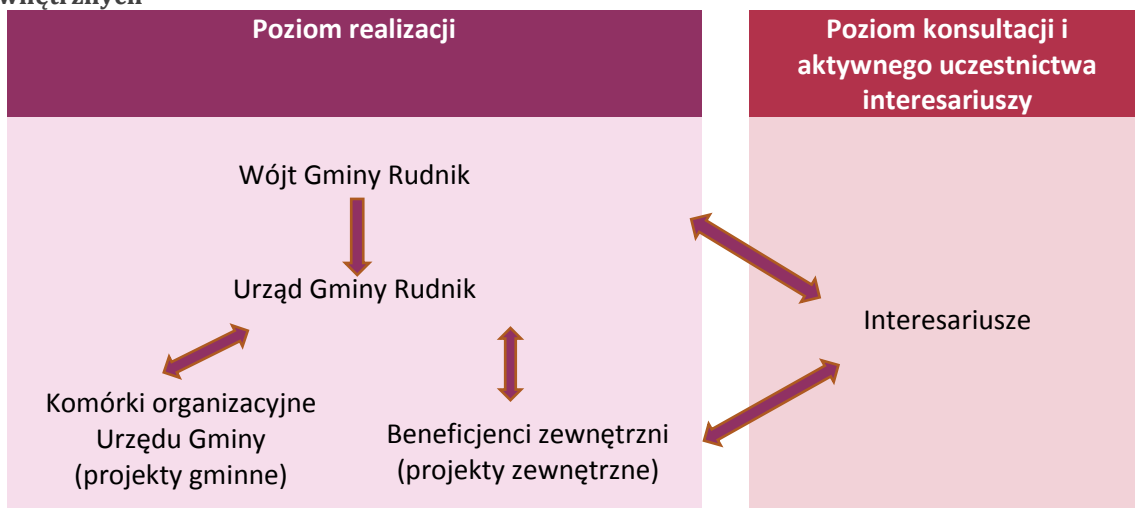 wnętrznych
Poziom realizacji
Poziom konsultacji i
aktywnego uczestnictwa
interesariuszy
Wójt Gminy Rudnik
Urząd Gminy Rudnik
Interesariusze
Komórki organizacyjne
Urzędu Gminy
(projekty gminne)
Beneficjenci zewnętrzni
(projekty zewnętrzne)